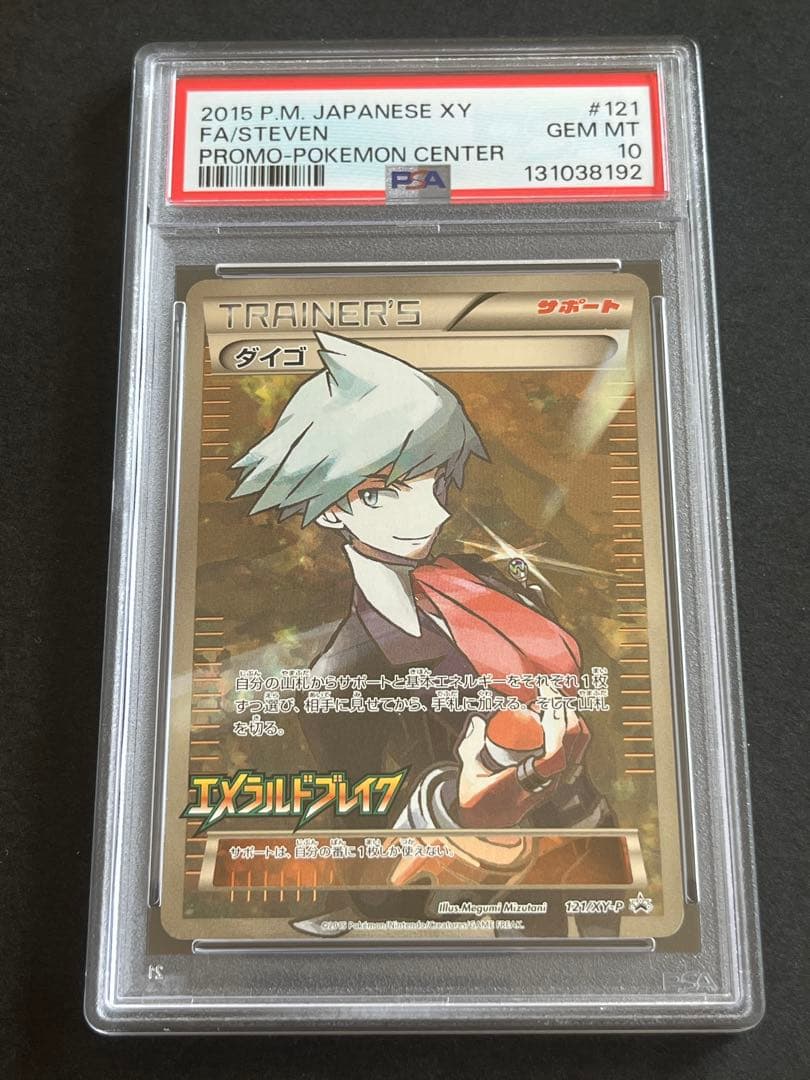 2015 P.M. JAPANESE XY #121
FA/STEVEN GEM MT
PROMO-POKEMON CENTER 10
PSA 131038192
TRAINER'S サポート
ダイゴ
自分の山札からサポートと基本エネルギーをそれぞれ1枚
ずつ選び、相手に見せてから、手札に加える。そして山札
を切る。
エメラルドブレイク
サポートは、自分の番に1枚しか使えない。
Illus.Megumi Mizutani 121/XY-P
©2015 Pokémon/Nintendo/Creatures/GAME FREAK.
21 PSA